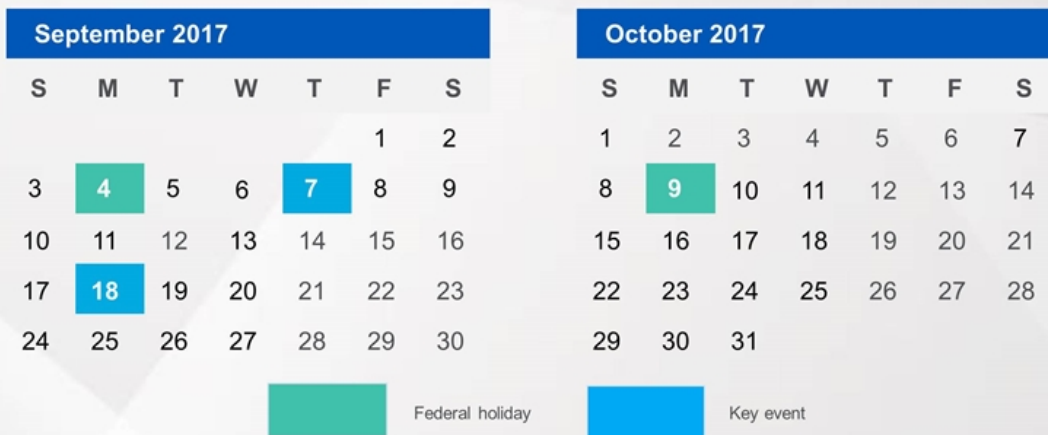 September 2017
S M T W T F S
1 2
3 4 5 6 7 8 9
10 11 12 13 14 15 16
17 18 19 20 21 22 23
24 25 26 27 28 29 30
October 2017
S M T W T F S
1 2 3 4 5 6 7
8 9 10 11 12 13 14
15 16 17 18 19 20 21
22 23 24 25 26 27 28
29 30 31
Federal holiday
Key event